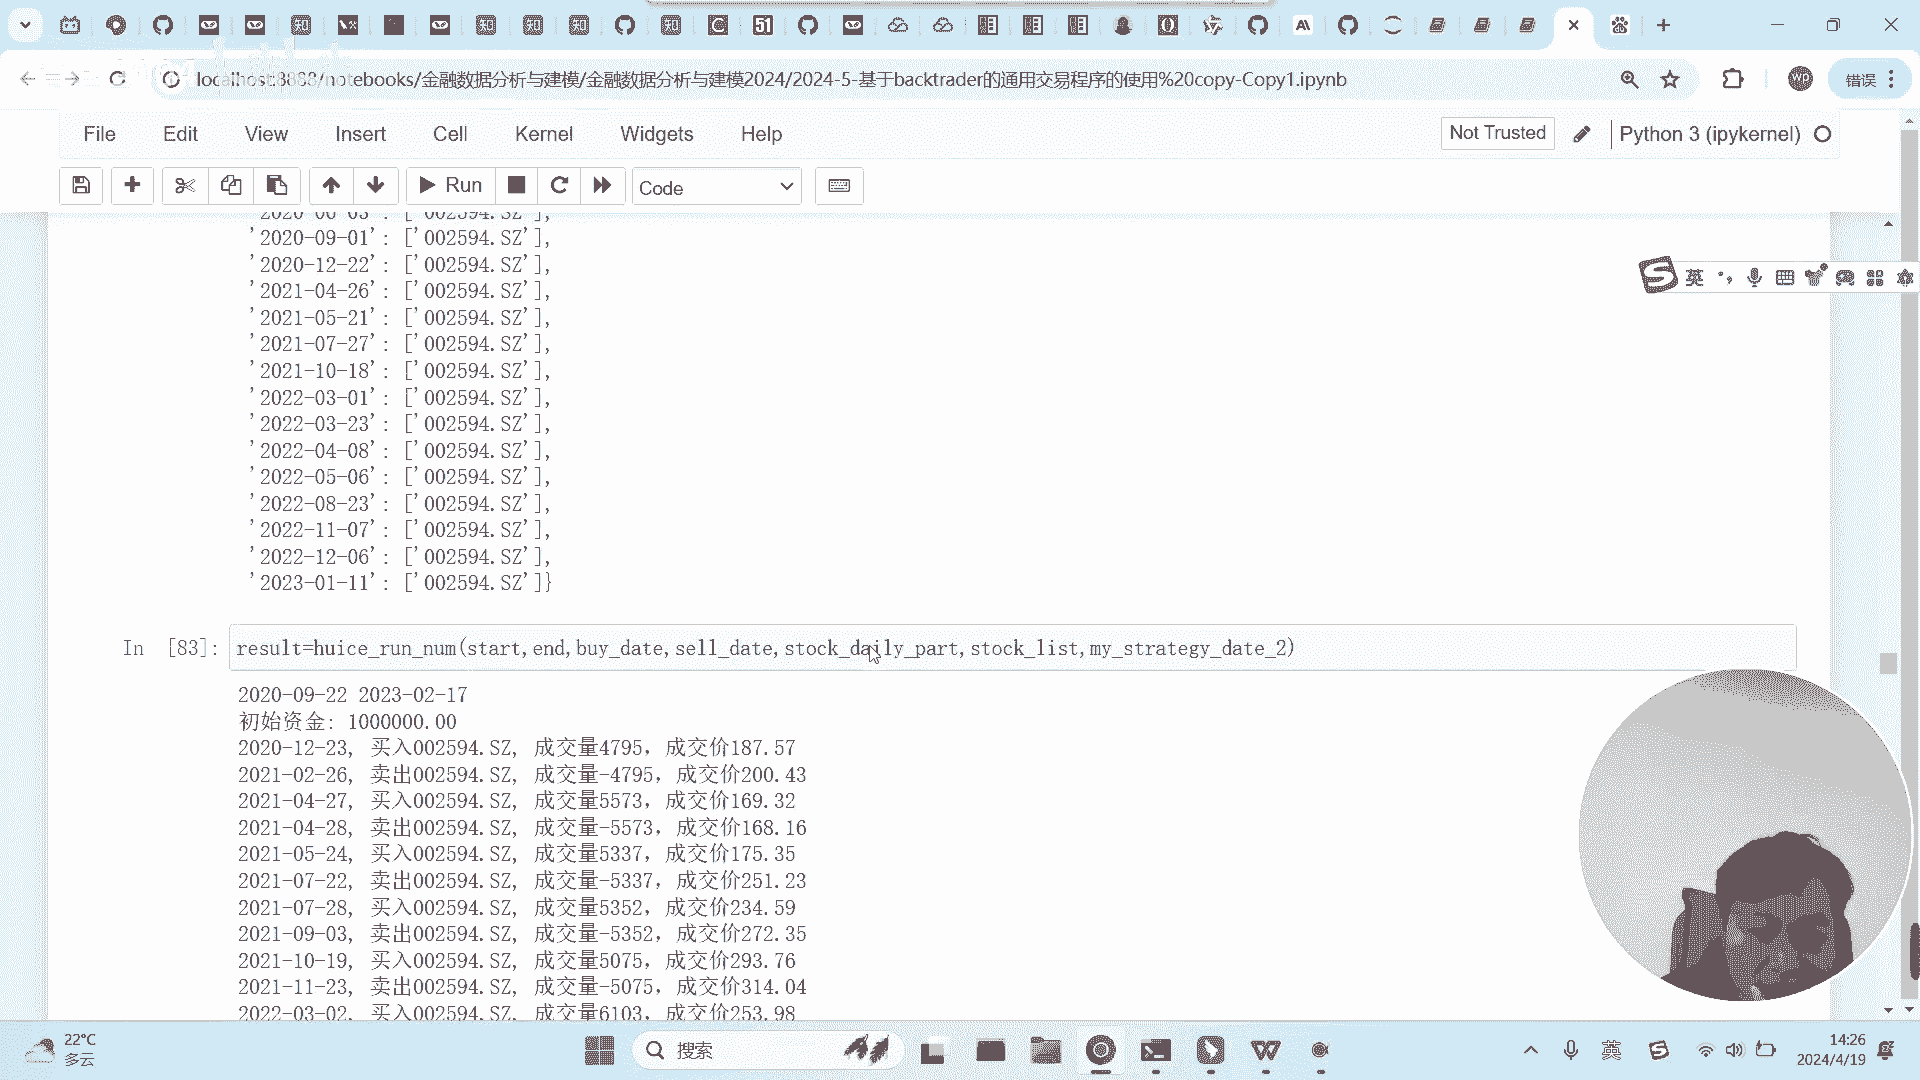 localhost:8888/notebooks/金融数据分析与建模/金融数据分析与建模2024/2024-5-基于backtrader的通用交易程序的使用%20copy-Copy1.ipynb
错误
File Edit View Insert Cell Kernel Widgets Help
Not Trusted
Python 3 (ipykernel)
Run
Code
'2020-06-03': ['002594.SZ'],
'2020-09-01': ['002594.SZ'],
'2020-12-22': ['002594.SZ'],
'2021-04-26': ['002594.SZ'],
'2021-05-21': ['002594.SZ'],
'2021-07-27': ['002594.SZ'],
'2021-10-18': ['002594.SZ'],
'2022-03-01': ['002594.SZ'],
'2022-03-23': ['002594.SZ'],
'2022-04-08': ['002594.SZ'],
'2022-05-06': ['002594.SZ'],
'2022-08-23': ['002594.SZ'],
'2022-11-07': ['002594.SZ'],
'2022-12-06': ['002594.SZ'],
'2023-01-11': ['002594.SZ']}
英
In [83]: result=huice_run_num(start,end,buy_date,sell_date,stock_daily_part,stock_list,my_strategy_date_2)
2020-09-22 2023-02-17
初始资金: 1000000.00
2020-12-23, 买入002594.SZ, 成交量4795，成交价187.57
2021-02-26, 卖出002594.SZ, 成交量-4795，成交价200.43
2021-04-27, 买入002594.SZ, 成交量5573，成交价169.32
2021-04-28, 卖出002594.SZ, 成交量-5573，成交价168.16
2021-05-24, 买入002594.SZ, 成交量5337，成交价175.35
2021-07-22, 卖出002594.SZ, 成交量-5337，成交价251.23
2021-07-28, 买入002594.SZ, 成交量5352，成交价234.59
2021-09-03, 卖出002594.SZ, 成交量-5352，成交价272.35
2021-10-19, 买入002594.SZ, 成交量5075，成交价293.76
2021-11-23, 卖出002594.SZ, 成交量-5075，成交价314.04
2022-03-02, 买入002594.SZ, 成交量6103，成交价253.98
22°C
多云
搜索
英
14:26
2024/4/19